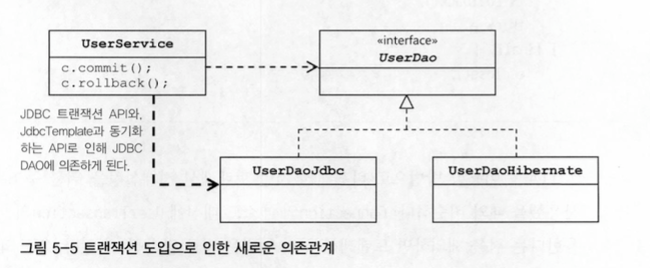 UserService
c.commit();
c.rollback();
«interface»
UserDao
JDBC 트랜잭션 API와,
JdbcTemplate과 동기화
하는 API로 인해 JDBC
DAO에 의존하게 된다.
UserDaoJdbc
UserDaoHibernate
그림 5-5 트랜잭션 도입으로 인한 새로운 의존관계